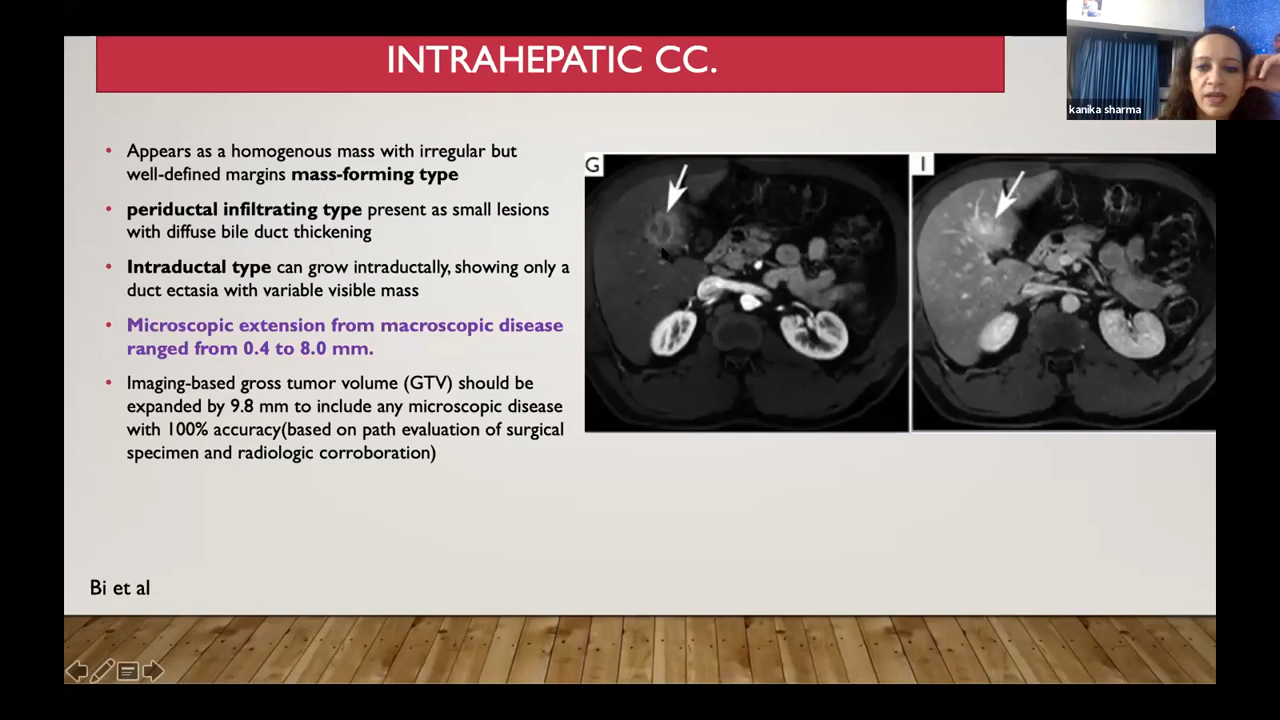 INTRAHEPATIC CC.
kanika sharma
Appears as a homogenous mass with irregular but
well-defined margins mass-forming type
periductal infiltrating type present as small lesions
with diffuse bile duct thickening
Intraductal type can grow intraductally, showing only a
duct ectasia with variable visible mass
Microscopic extension from macroscopic disease
ranged from 0.4 to 8.0 mm.
Imaging-based gross tumor volume (GTV) should be
expanded by 9.8 mm to include any microscopic disease
with 100% accuracy(based on path evaluation of surgical
specimen and radiologic corroboration)
G
I
Bi et al